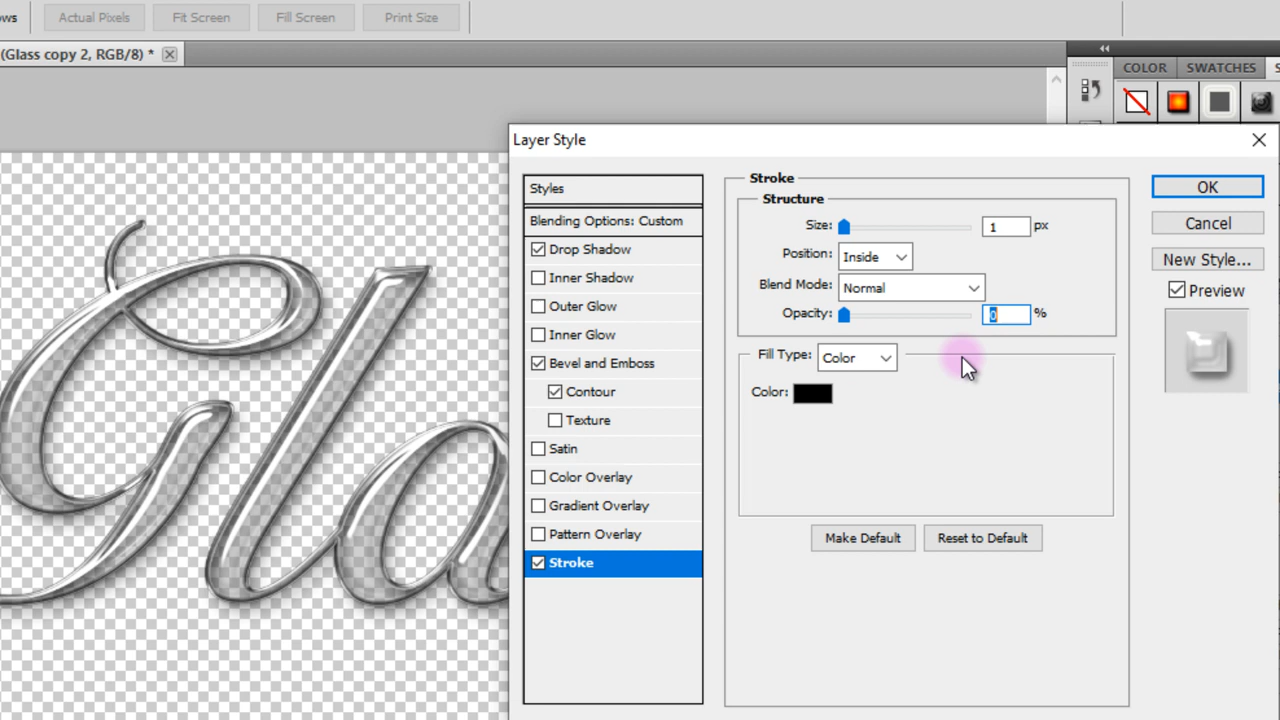 ows
Actual Pixels
Fit Screen
Fill Screen
Print Size
(Glass copy 2, RGB/8) *
COLOR
SWATCHES
S
Layer Style
Styles
Blending Options: Custom
Drop Shadow
Inner Shadow
Outer Glow
Inner Glow
Bevel and Emboss
Contour
Texture
Satin
Color Overlay
Gradient Overlay
Pattern Overlay
Stroke
Stroke
Structure
Size: 1 px
Position: Inside
Blend Mode: Normal
Opacity: 0 %
Fill Type: Color
Color:
Make Default
Reset to Default
OK
Cancel
New Style...
Preview
Gla